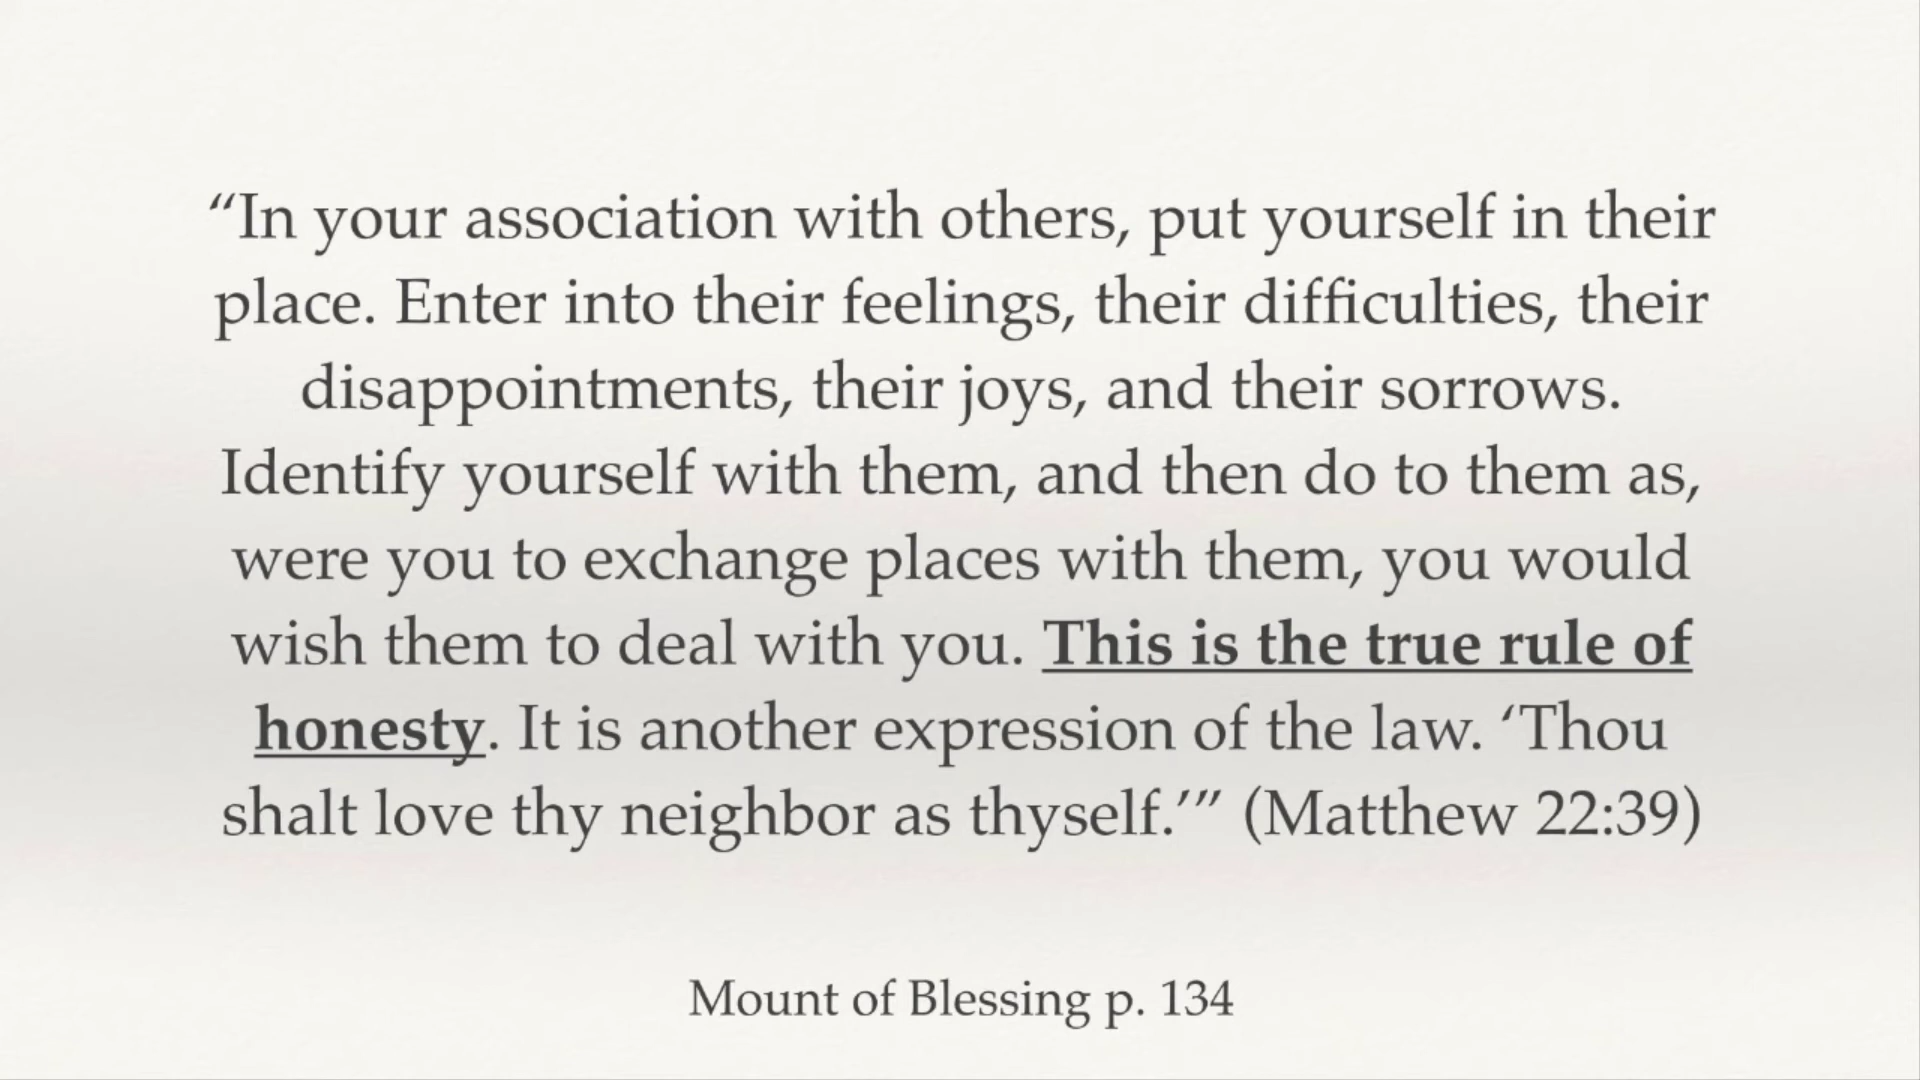 “In your association with others, put yourself in their
place. Enter into their feelings, their difficulties, their
disappointments, their joys, and their sorrows.
Identify yourself with them, and then do to them as,
were you to exchange places with them, you would
wish them to deal with you. This is the true rule of
honesty. It is another expression of the law. ‘Thou
shalt love thy neighbor as thyself.’” (Matthew 22:39)
Mount of Blessing p. 134